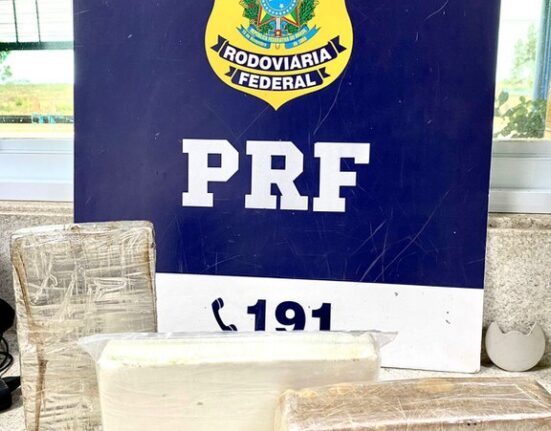 RODOVIÁRIA
FEDERAL
PRF
191